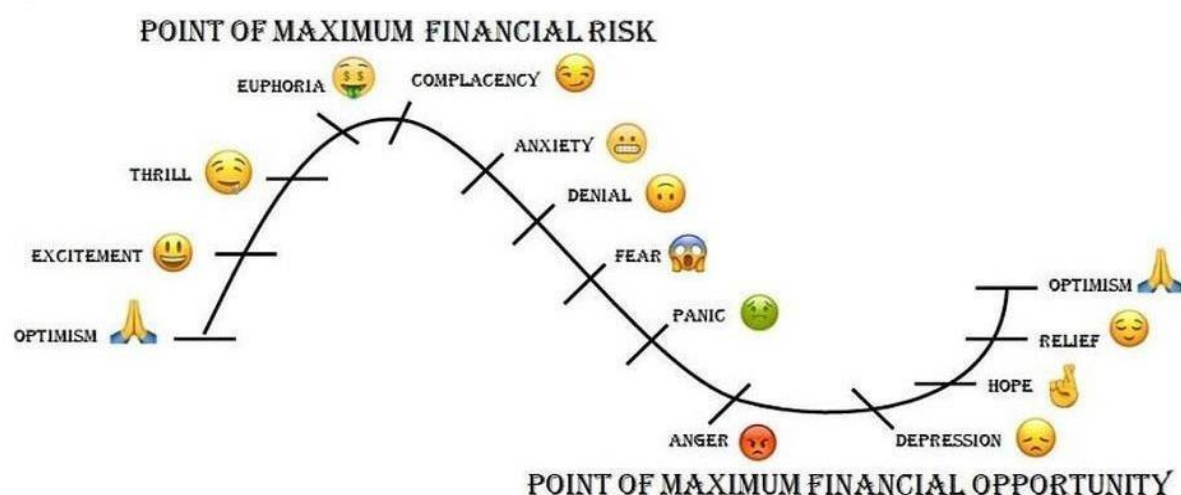 POINT OF MAXIMUM FINANCIAL RISK
EUPHORIA
COMPLACENCY
THRILL
ANXIETY
DENIAL
EXCITEMENT
FEAR
OPTIMISM
PANIC
OPTIMISM
RELIEF
HOPE
ANGER
DEPRESSION
POINT OF MAXIMUM FINANCIAL OPPORTUNITY